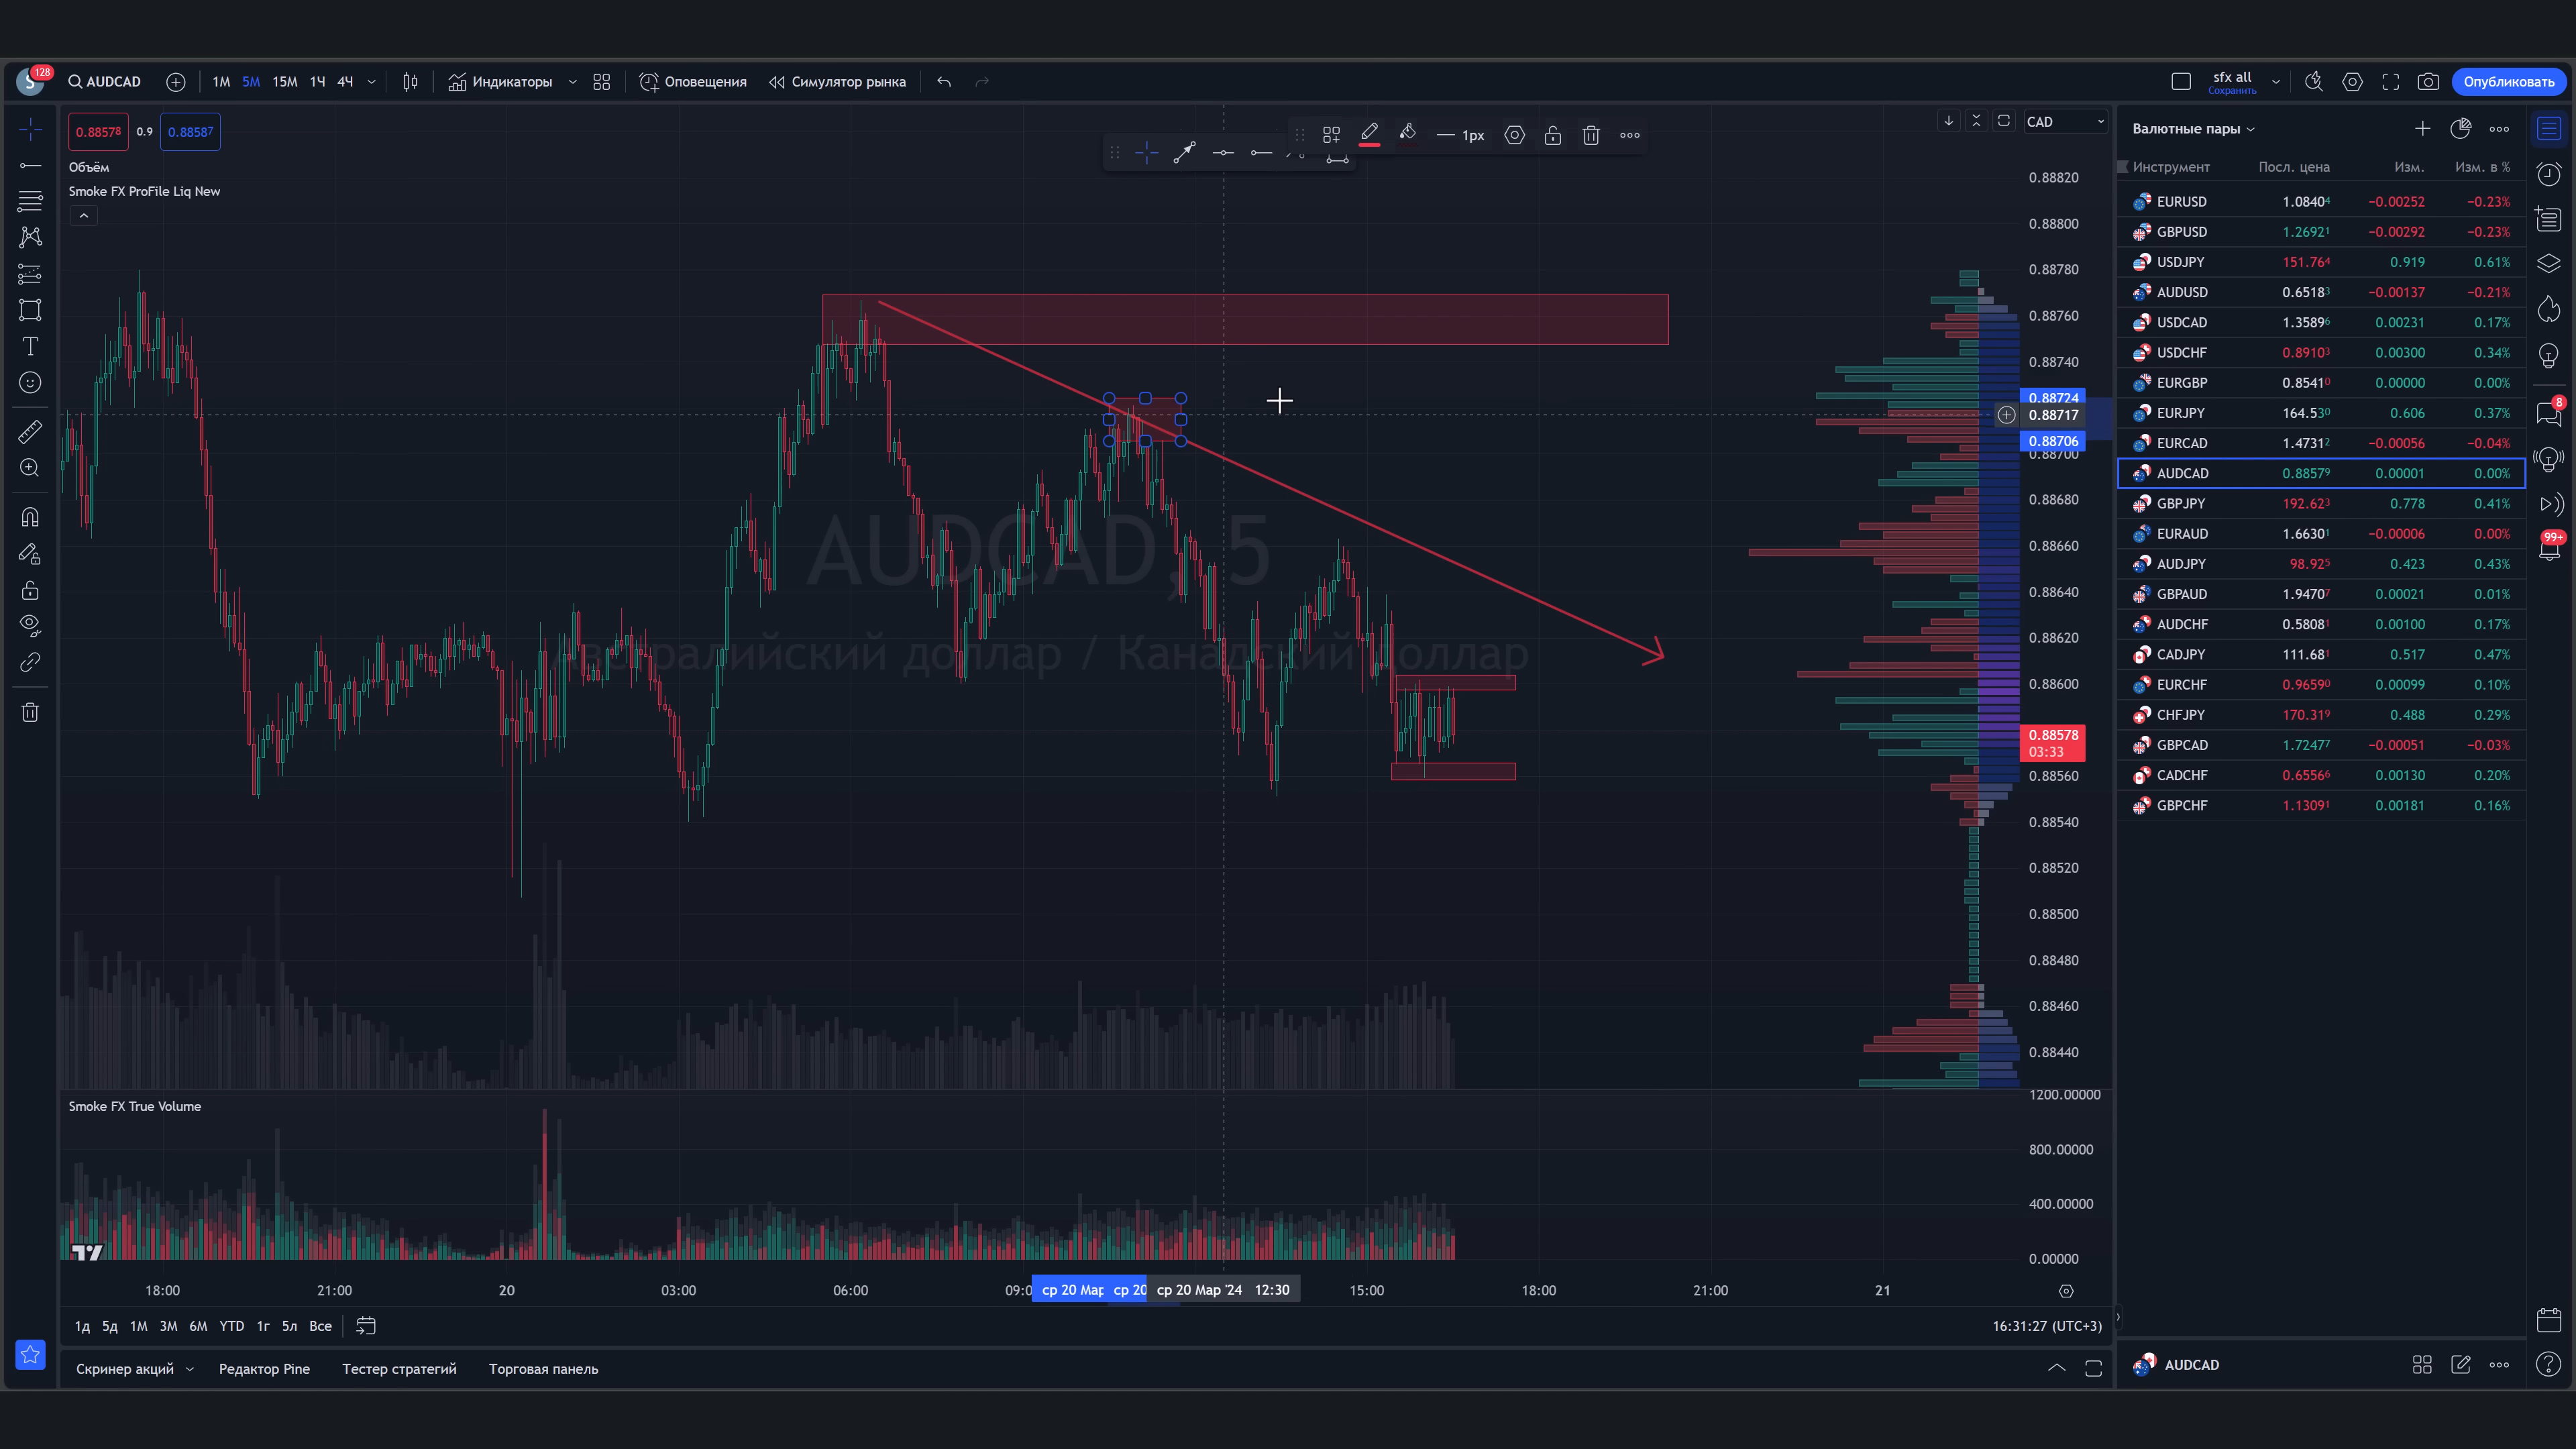 128
S
AUDCAD
1М 5М 15М 1Ч 4Ч
Индикаторы
Оповещения
Симулятор рынка
sfx all
Сохранить
Опубликовать
0.88578 0.9 0.88587
Объём
Smoke FX ProFile Liq New
1px
CAD
AUDCAD, 5
Австралийский доллар / Канадский доллар
0.88820
0.88800
0.88780
0.88760
0.88740
0.88724
0.88717
0.88706
0.88700
0.88680
0.88660
0.88640
0.88620
0.88600
0.88578
03:33
0.88560
0.88540
0.88520
0.88500
0.88480
0.88460
0.88440
1200.00000
Smoke FX True Volume
800.00000
400.00000
0.00000
18:00 21:00 20 03:00 06:00 09:0 ср 20 Мар ср 20 ср 20 Мар '24 12:30 15:00 18:00 21:00 21
1д 5д 1М 3М 6М YTD 1г 5л Все
16:31:27 (UTC+3)
Скринер акций Редактор Pine Тестер стратегий Торговая панель
Валютные пары
Инструмент Посл. цена Изм. Изм. в %
EURUSD 1.08404 −0.00252 −0.23%
GBPUSD 1.26921 −0.00292 −0.23%
USDJPY 151.764 0.919 0.61%
AUDUSD 0.65183 −0.00137 −0.21%
USDCAD 1.35896 0.00231 0.17%
USDCHF 0.89103 0.00300 0.34%
EURGBP 0.85410 0.00000 0.00%
EURJPY 164.530 0.606 0.37%
EURCAD 1.47312 −0.00056 −0.04%
AUDCAD 0.88579 0.00001 0.00%
GBPJPY 192.623 0.778 0.41%
EURAUD 1.66301 −0.00006 0.00%
AUDJPY 98.925 0.423 0.43%
GBPAUD 1.94707 0.00021 0.01%
AUDCHF 0.58081 0.00100 0.17%
CADJPY 111.681 0.517 0.47%
EURCHF 0.96590 0.00099 0.10%
CHFJPY 170.319 0.488 0.29%
GBPCAD 1.72477 −0.00051 −0.03%
CADCHF 0.65566 0.00130 0.20%
GBPCHF 1.13091 0.00181 0.16%
AUDCAD
8
99+